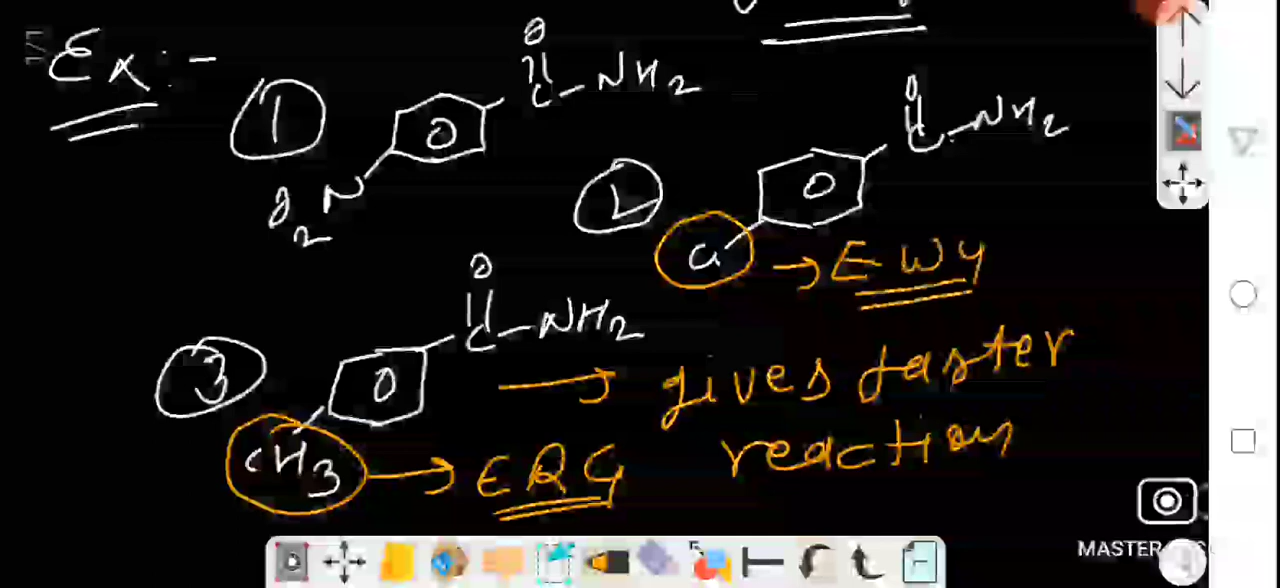 Ex :-
① O₂N C O NH2
② Cl C O NH2
→ EWG
③ CH3 C O NH2
→ gives faster
→ ERG reaction
MASTER